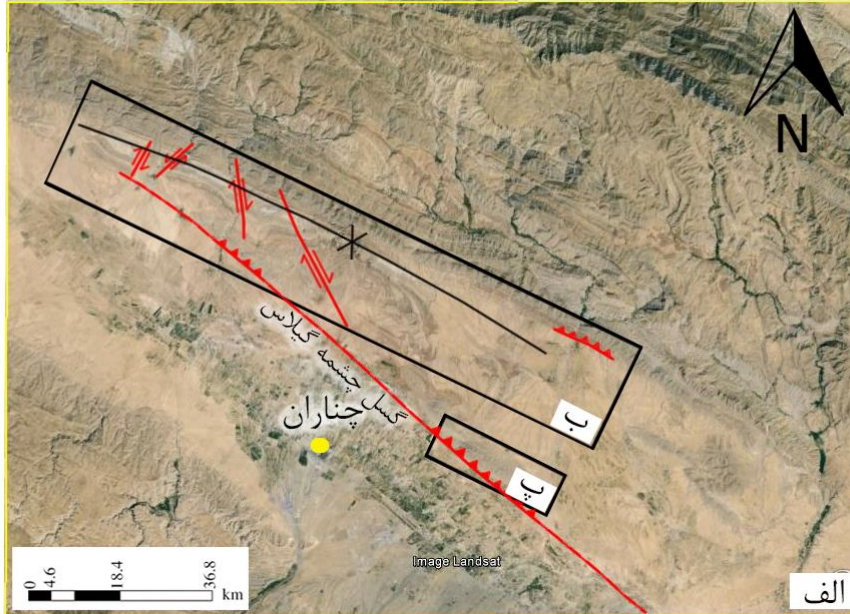 N
گسل چشمه گیلاس
چناران
ب
پ
Image Landsat
0 4.6 18.4 36.8 km
الف